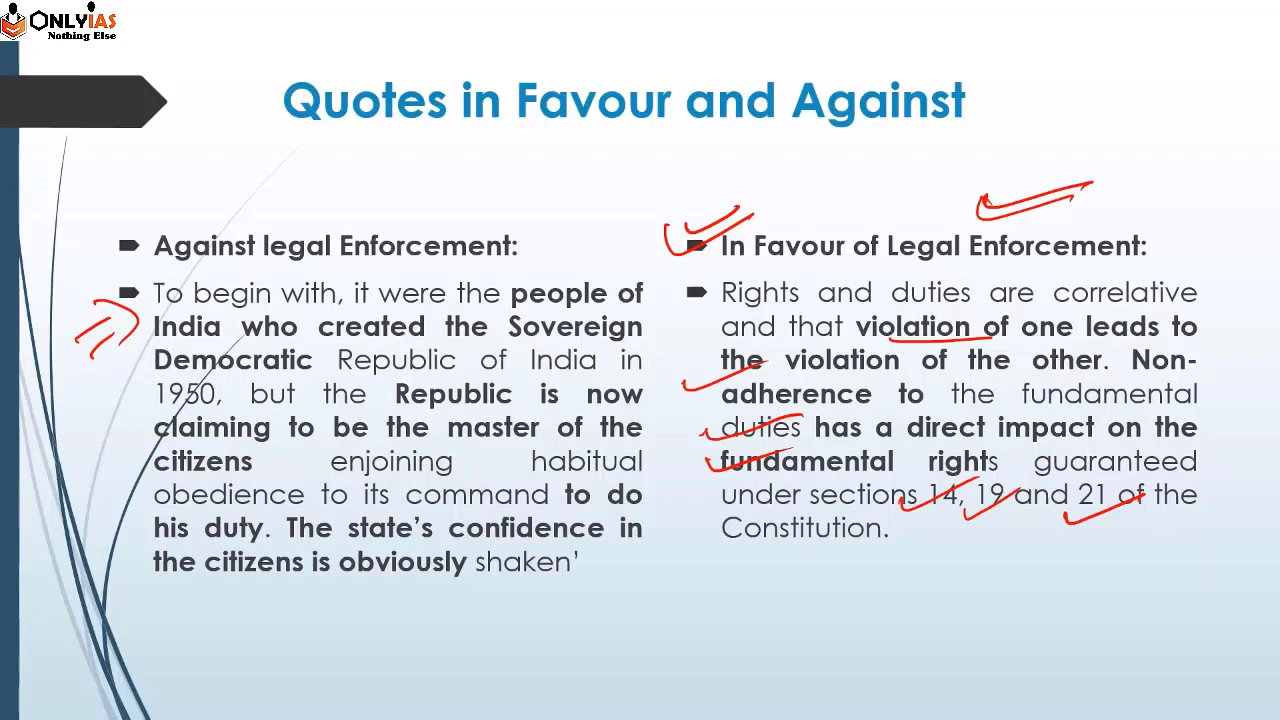 ONLYIAS
Nothing Else
Quotes in Favour and Against
Against legal Enforcement:
To begin with, it were the people of
India who created the Sovereign
Democratic Republic of India in
1950, but the Republic is now
claiming to be the master of the
citizens enjoining habitual
obedience to its command to do
his duty. The state's confidence in
the citizens is obviously shaken’
In Favour of Legal Enforcement:
Rights and duties are correlative
and that violation of one leads to
the violation of the other. Non-
adherence to the fundamental
duties has a direct impact on the
fundamental rights guaranteed
under sections 14, 19 and 21 of the
Constitution.